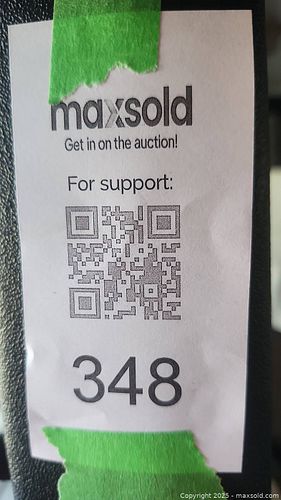 maxsold
Get in on the auction!
For support:
348
Copyright 2025 - maxsold.com